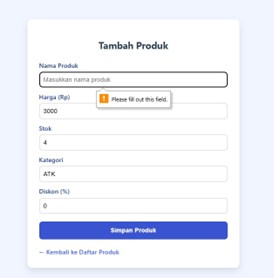 Tambah Produk
Nama Produk
Masukkan nama produk
Harga (Rp)
! Please fill out this field.
3000
Stok
4
Kategori
ATK
Diskon (%)
0
Simpan Produk
← Kembali ke Daftar Produk